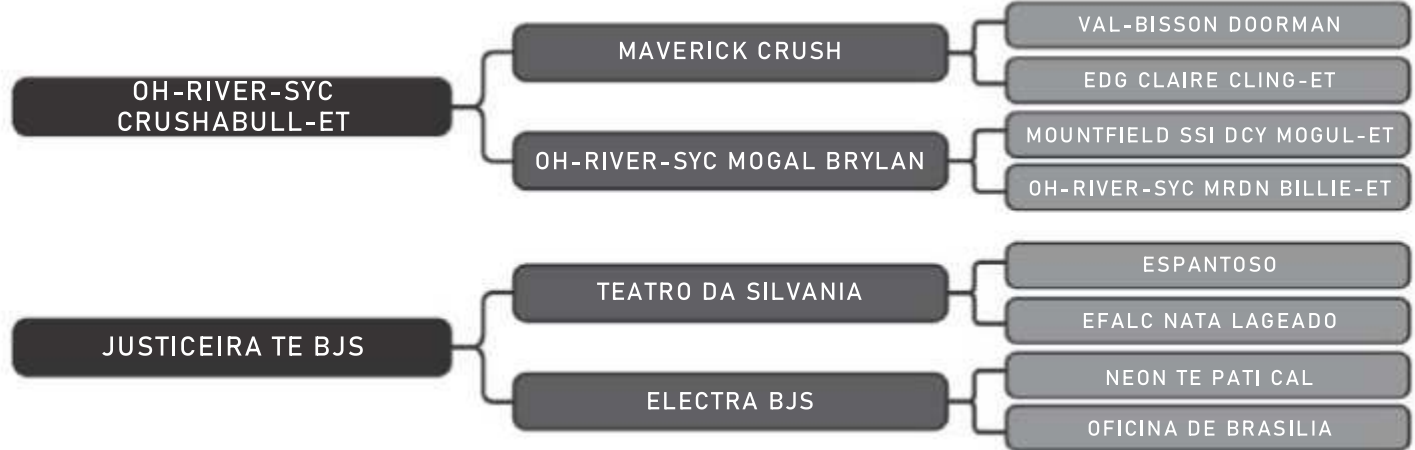 OH-RIVER-SYC
CRUSHABULL-ET
MAVERICK CRUSH
VAL-BISSON DOORMAN
EDG CLAIRE CLING-ET
OH-RIVER-SYC MOGAL BRYLAN
MOUNTFIELD SSI DCY MOGUL-ET
OH-RIVER-SYC MRDN BILLIE-ET
JUSTICEIRA TE BJS
TEATRO DA SILVANIA
ESPANTOSO
EFALC NATA LAGEADO
ELECTRA BJS
NEON TE PATI CAL
OFICINA DE BRASILIA